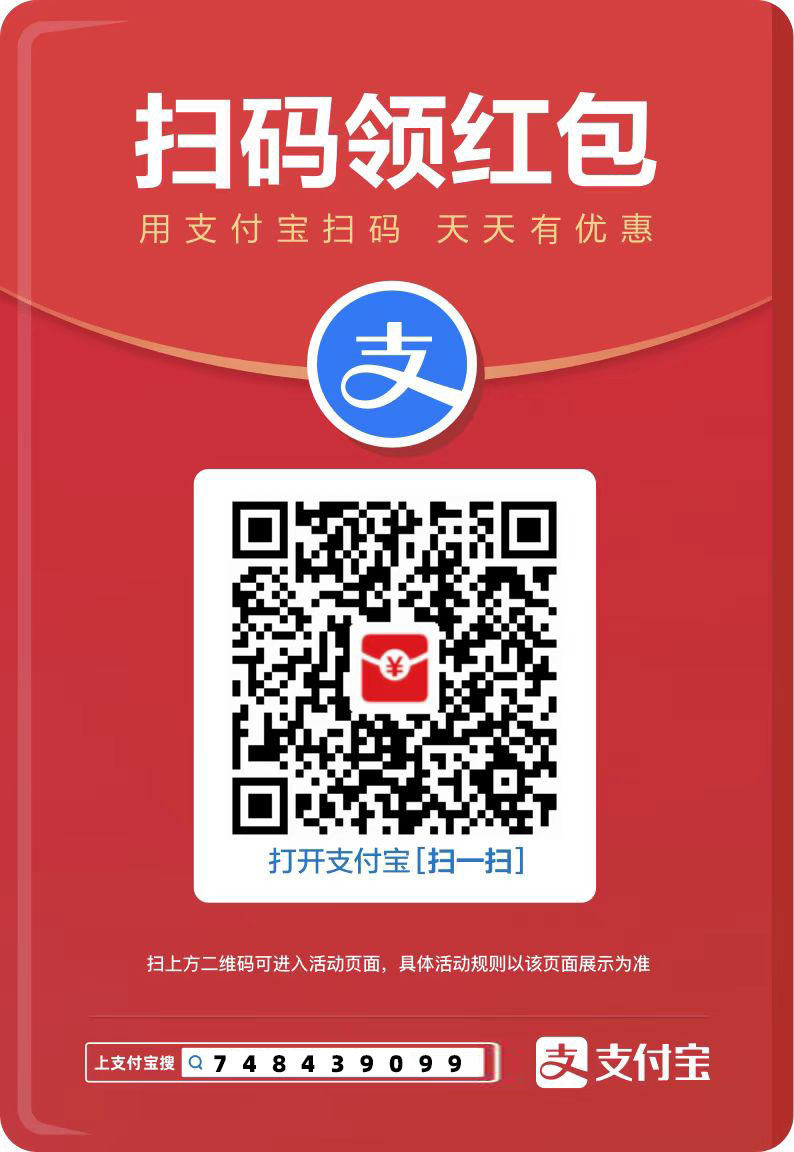 扫码领红包
用支付宝扫码 天天有优惠
支
¥
打开支付宝[扫一扫]
扫上方二维码可进入活动页面，具体活动规则以该页面展示为准
上支付宝搜 748439099
支 支付宝